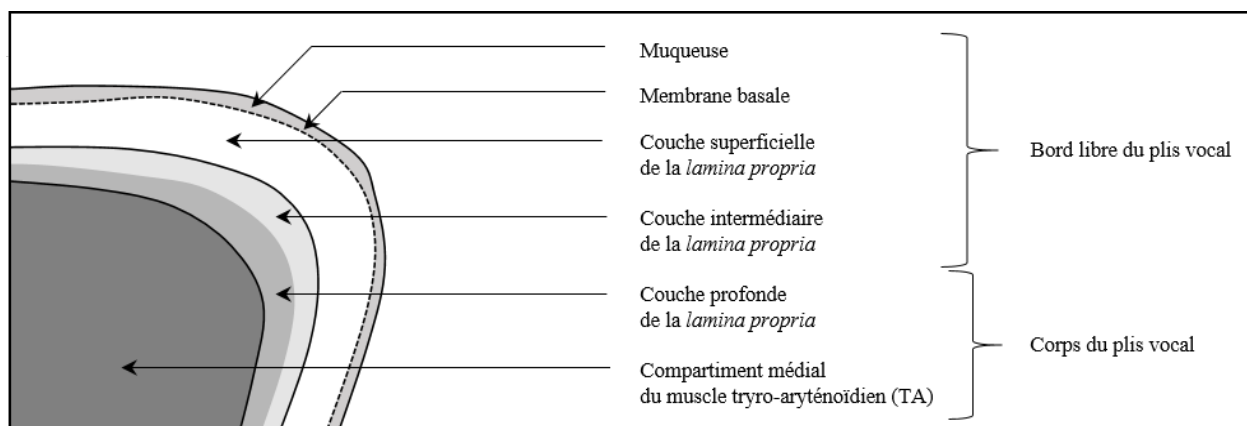 Muqueuse
Membrane basale
Couche superficielle
de la lamina propria
Couche intermédiaire
de la lamina propria
Couche profonde
de la lamina propria
Compartiment médial
du muscle tryro-aryténoïdien (TA)
Bord libre du plis vocal
Corps du plis vocal